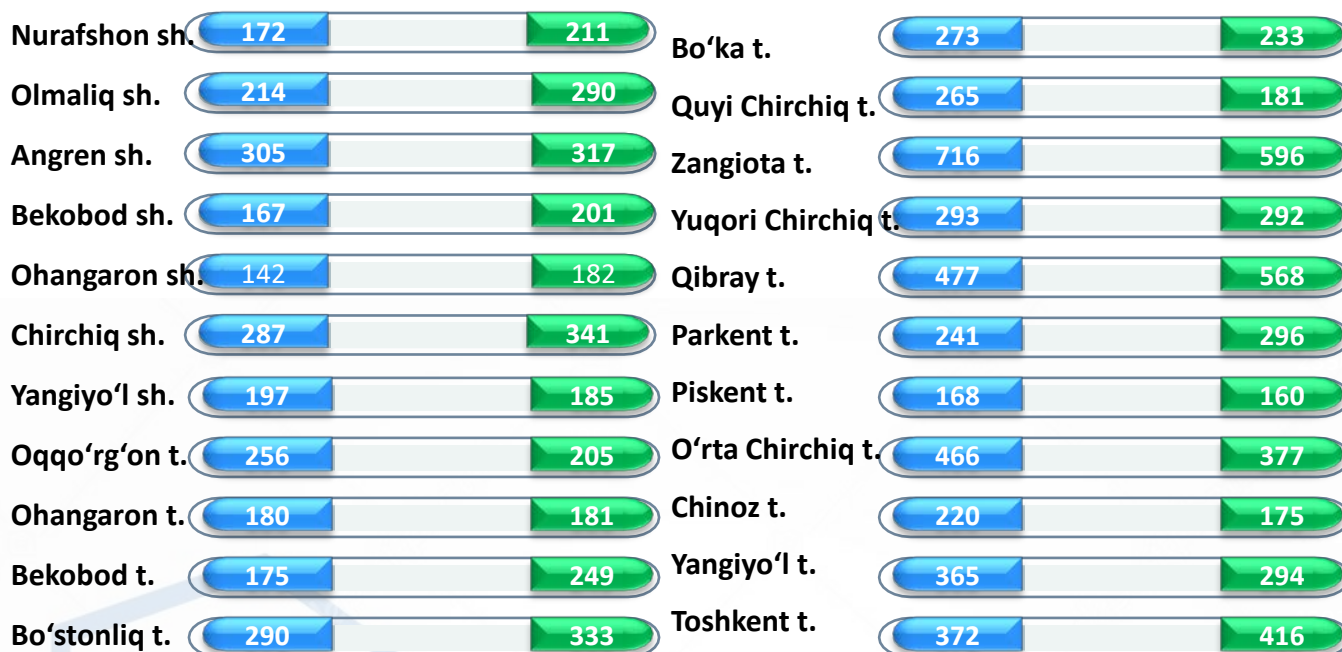 Nurafshon sh. 172 211
Olmaliq sh. 214 290
Angren sh. 305 317
Bekobod sh. 167 201
Ohangaron sh. 142 182
Chirchiq sh. 287 341
Yangiyo‘l sh. 197 185
Oqqo‘rg‘on t. 256 205
Ohangaron t. 180 181
Bekobod t. 175 249
Bo‘stonliq t. 290 333
Bo‘ka t. 273 233
Quyi Chirchiq t. 265 181
Zangiota t. 716 596
Yuqori Chirchiq t. 293 292
Qibray t. 477 568
Parkent t. 241 296
Piskent t. 168 160
O‘rta Chirchiq t. 466 377
Chinoz t. 220 175
Yangiyo‘l t. 365 294
Toshkent t. 372 416